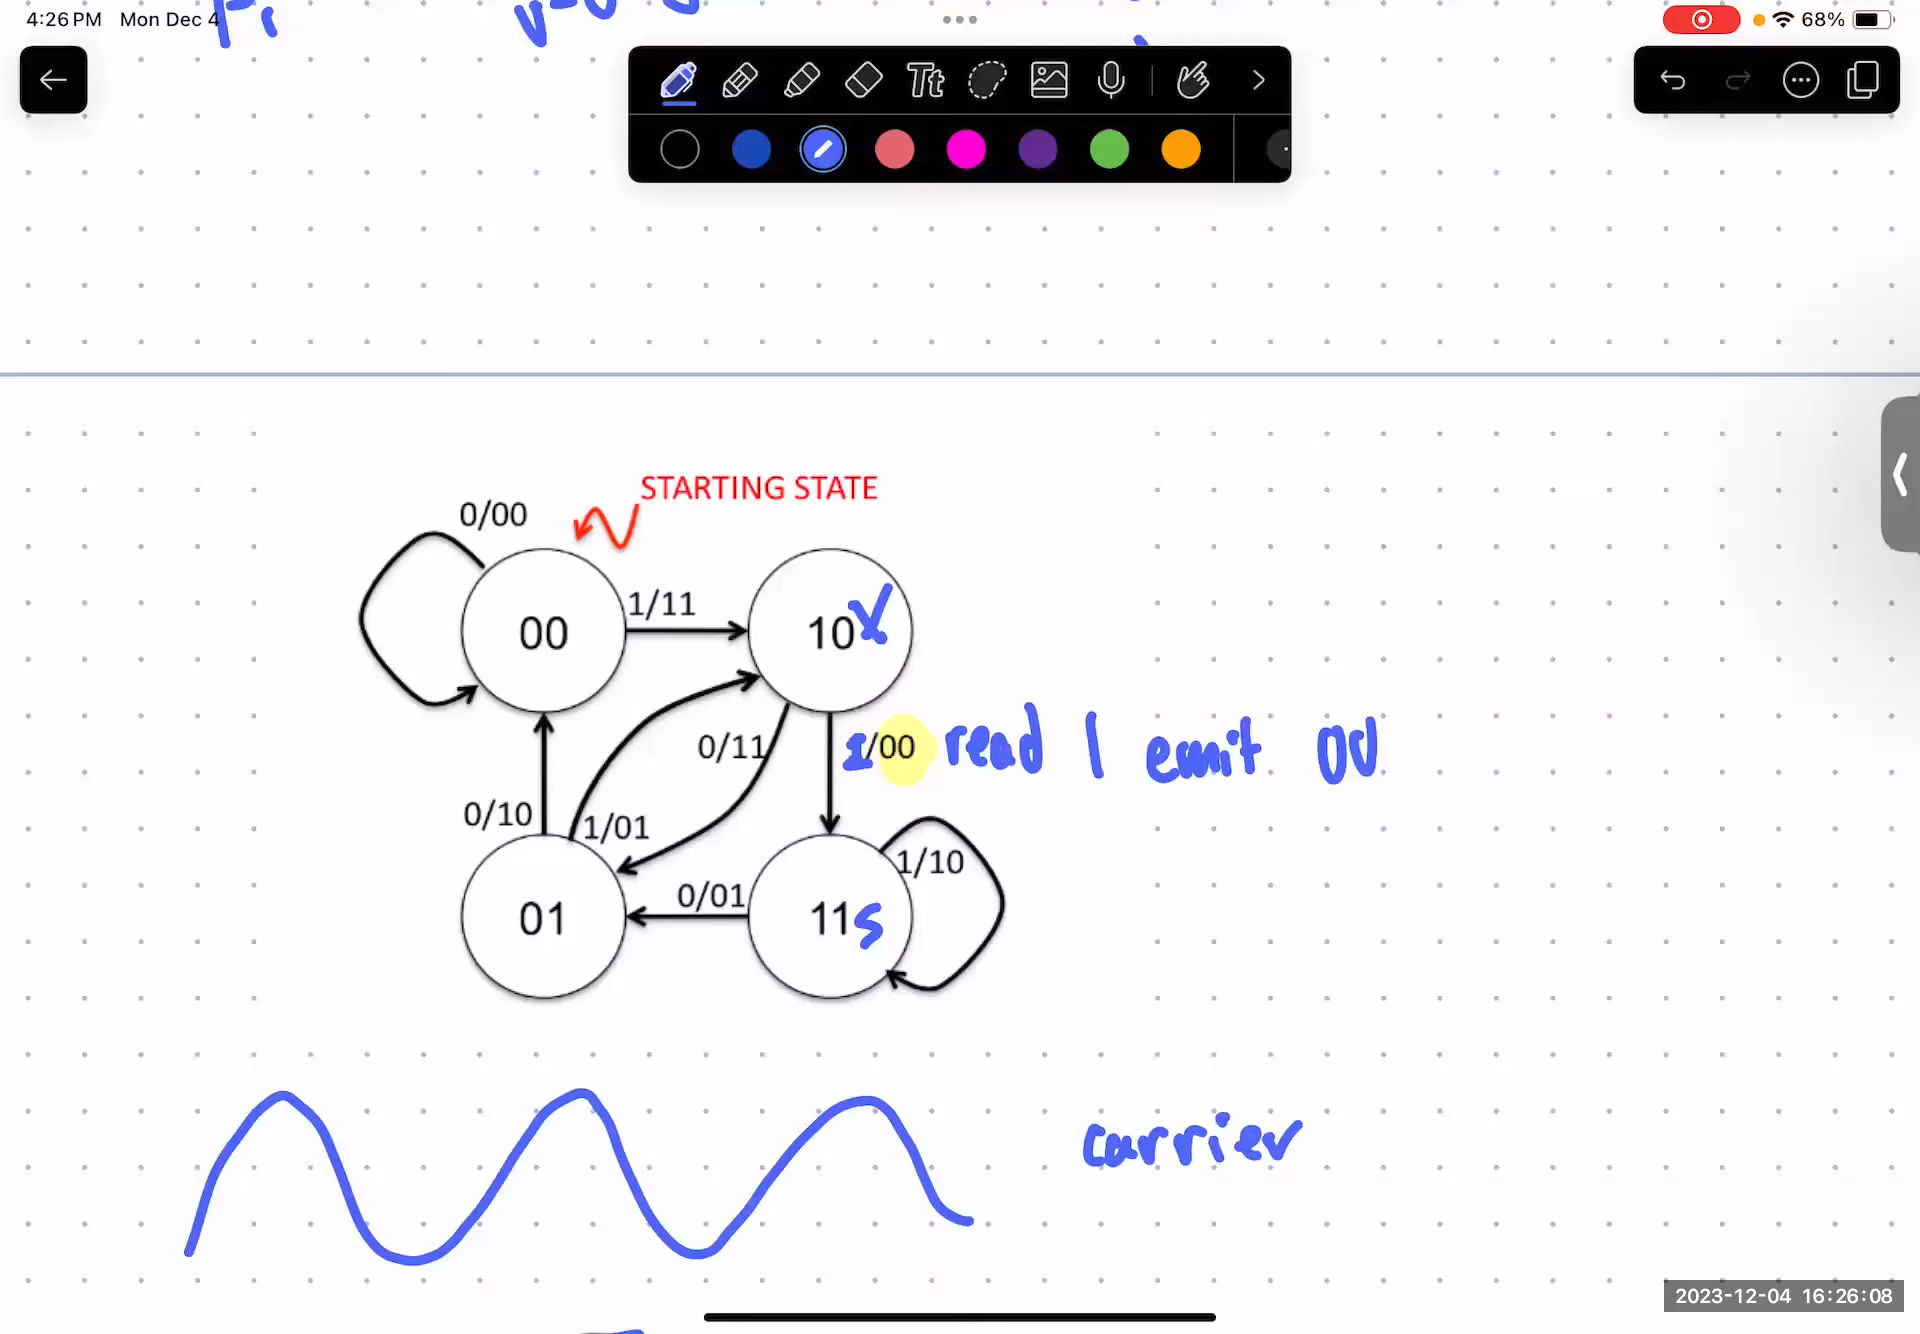 4:26 PM Mon Dec 4
68%
Tt
STARTING STATE
0/00
1/11
00
10
0/11
1/00 read 1 emit 00
0/10
1/01
1/10
0/01
01
11
carrier
2023-12-04 16:26:08